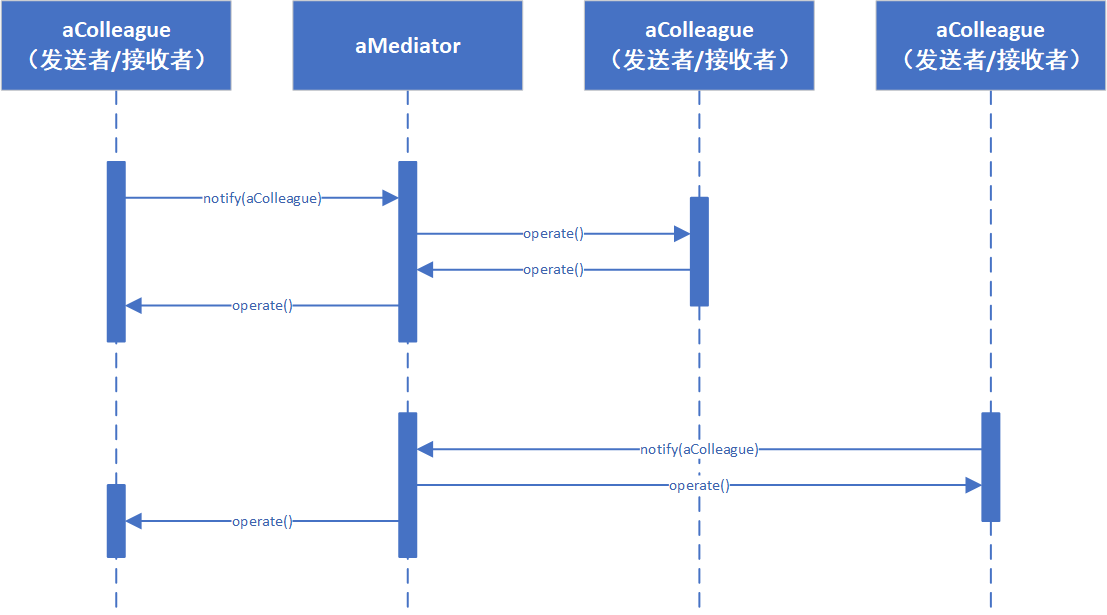 aColleague
（发送者/接收者）
aMediator
aColleague
（发送者/接收者）
aColleague
（发送者/接收者）
notify(aColleague)
operate()
operate()
operate()
notify(aColleague)
operate()
operate()